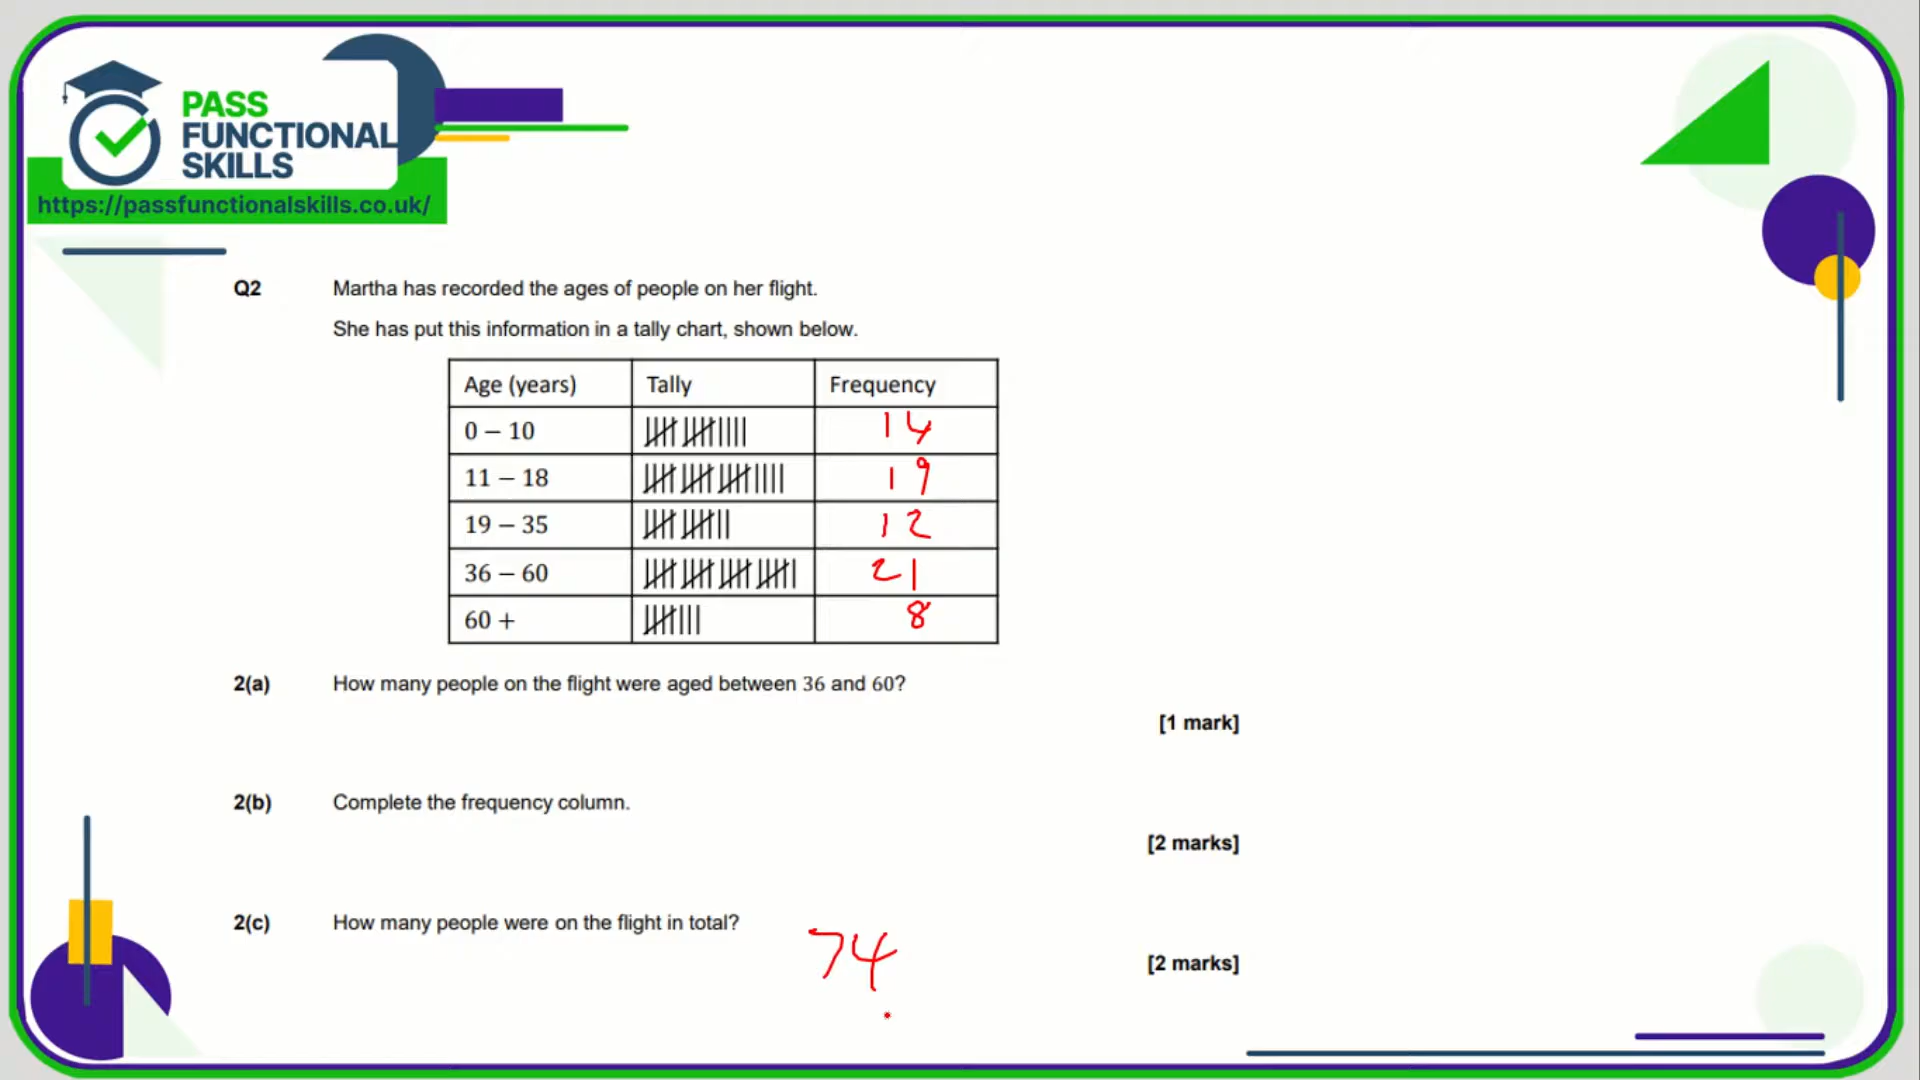 PASS
FUNCTIONAL
SKILLS
https://passfunctionalskills.co.uk/
Q2 Martha has recorded the ages of people on her flight.
She has put this information in a tally chart, shown below.
Age (years) Tally Frequency
0 – 10 14
11 – 18 19
19 – 35 12
36 – 60 21
60 + 8
2(a) How many people on the flight were aged between 36 and 60?
[1 mark]
2(b) Complete the frequency column.
[2 marks]
2(c) How many people were on the flight in total?
74
[2 marks]